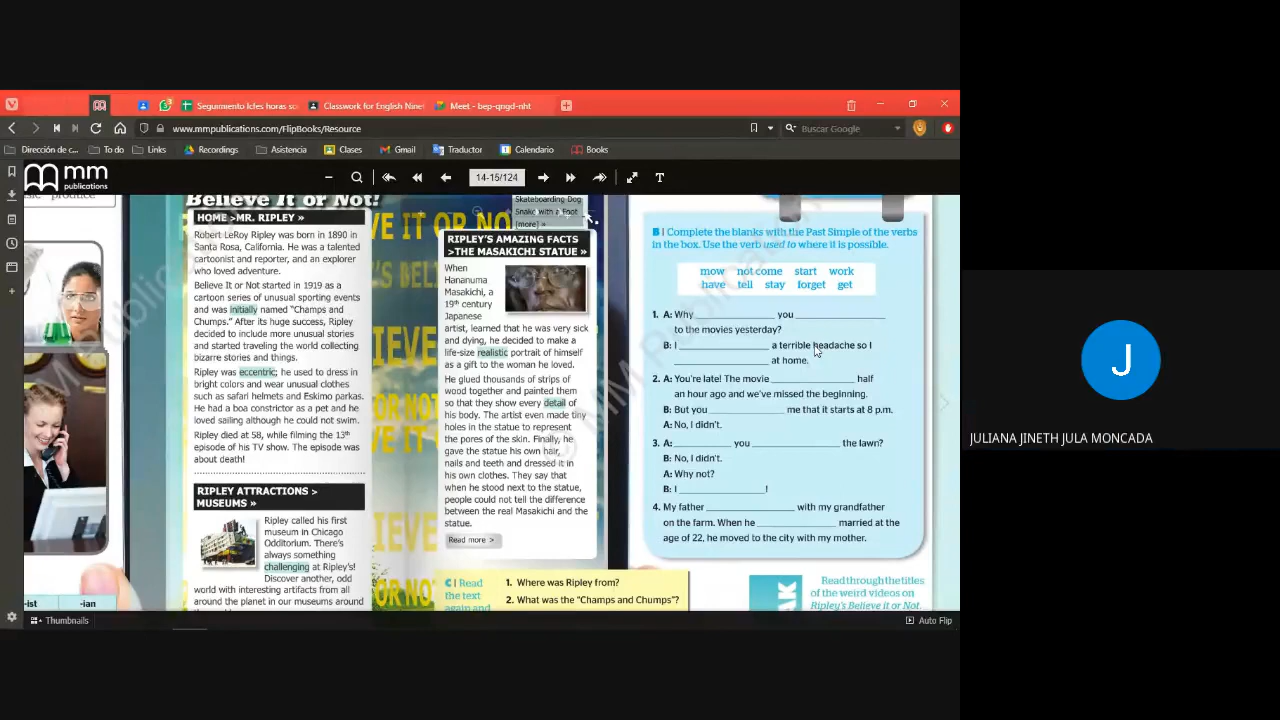 Seguimiento Icfes horas so
Classwork for English Ninet
Meet - bep-qngd-nht
www.mmpublications.com/FlipBooks/Resource
Buscar Google
Dirección de c...
To do
Links
Recordings
Asistencia
Clases
Gmail
Traductor
Calendario
Books
mm
publications
14-15/124
produce
-ist
-ian
Believe It or Not!
HOME >MR. RIPLEY »
Robert LeRoy Ripley was born in 1890 in
Santa Rosa, California. He was a talented
cartoonist and reporter, and an explorer
who loved adventure.
Believe It or Not started in 1919 as a
cartoon series of unusual sporting events
and was initially named "Champs and
Chumps." After its huge success, Ripley
decided to include more unusual stories
and started traveling the world collecting
bizarre stories and things.
Ripley was eccentric; he used to dress in
bright colors and wear unusual clothes
such as safari helmets and Eskimo parkas.
He had a boa constrictor as a pet and he
loved sailing although he could not swim.
Ripley died at 58, while filming the 13th
episode of his TV show. The episode was
about death!
RIPLEY ATTRACTIONS >
MUSEUMS »
Ripley called his first
museum in Chicago
Odditorium. There's
always something
challenging at Ripley's!
Discover another, odd
world with interesting artifacts from all
around the planet in our museums around
Skateboarding Dog
Snake with a Foot
[more] »
RIPLEY'S AMAZING FACTS
>THE MASAKICHI STATUE »
When
Hananuma
Masakichi, a
19th century
Japanese
artist, learned that he was very sick
and dying, he decided to make a
life-size realistic portrait of himself
as a gift to the woman he loved.
He glued thousands of strips of
wood together and painted them
so that they show every detail of
his body. The artist even made tiny
holes in the statue to represent
the pores of the skin. Finally, he
gave the statue his own hair,
nails and teeth and dressed it in
his own clothes. They say that
when he stood next to the statue,
people could not tell the difference
between the real Masakichi and the
statue.
Read more >
C | Read
the text
again and
1. Where was Ripley from?
2. What was the "Champs and Chumps"?
B | Complete the blanks with the Past Simple of the verbs
in the box. Use the verb used to where it is possible.
mow not come start work
have tell stay forget get
1. A: Why ____ you ____
to the movies yesterday?
B: I ____ a terrible headache so I
____ at home.
2. A: You're late! The movie ____ half
an hour ago and we've missed the beginning.
B: But you ____ me that it starts at 8 p.m.
A: No, I didn't.
3. A: ____ you ____ the lawn?
B: No, I didn't.
A: Why not?
B: I ____!
4. My father ____ with my grandfather
on the farm. When he ____ married at the
age of 22, he moved to the city with my mother.
Read through the titles
of the weird videos on
Ripley's Believe it or Not.
Thumbnails
Auto Flip
J
JULIANA JINETH JULA MONCADA